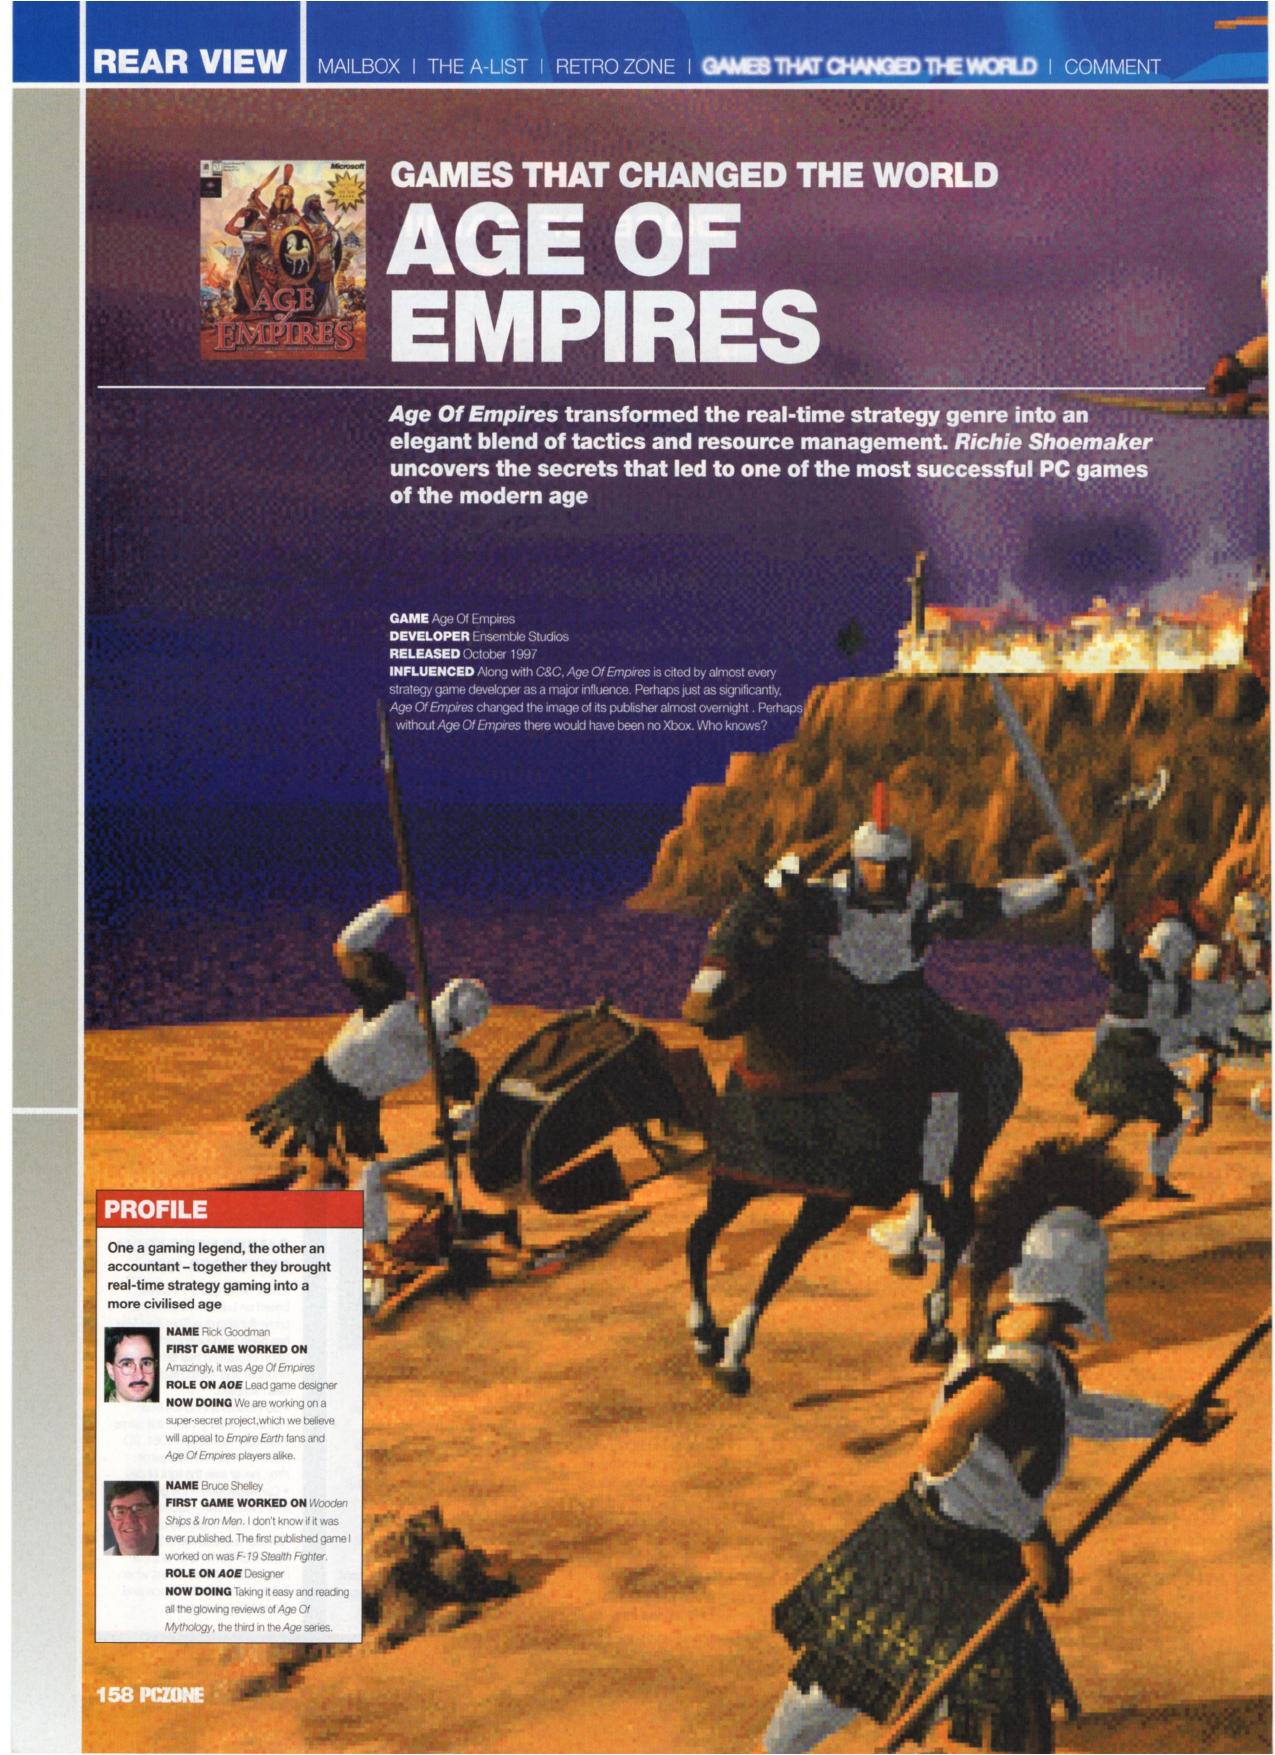 REAR VIEW
MAILBOX | THE A-LIST | RETRO ZONE | GAMES THAT CHANGED THE WORLD | COMMENT
Microsoft
AGE
of
EMPIRES
GAMES THAT CHANGED THE WORLD
AGE OF
EMPIRES
Age Of Empires transformed the real-time strategy genre into an
elegant blend of tactics and resource management. Richie Shoemaker
uncovers the secrets that led to one of the most successful PC games
of the modern age
GAME Age Of Empires
DEVELOPER Ensemble Studios
RELEASED October 1997
INFLUENCED Along with C&C, Age Of Empires is cited by almost every
strategy game developer as a major influence. Perhaps just as significantly,
Age Of Empires changed the image of its publisher almost overnight . Perhaps
without Age Of Empires there would have been no Xbox. Who knows?
PROFILE
One a gaming legend, the other an
accountant – together they brought
real-time strategy gaming into a
more civilised age
NAME Rick Goodman
FIRST GAME WORKED ON
Amazingly, it was Age Of Empires
ROLE ON AOE Lead game designer
NOW DOING We are working on a
super-secret project,which we believe
will appeal to Empire Earth fans and
Age Of Empires players alike.
NAME Bruce Shelley
FIRST GAME WORKED ON Wooden
Ships & Iron Men. I don't know if it was
ever published. The first published game I
worked on was F-19 Stealth Fighter.
ROLE ON AOE Designer
NOW DOING Taking it easy and reading
all the glowing reviews of Age Of
Mythology, the third in the Age series.
158 PCZONE